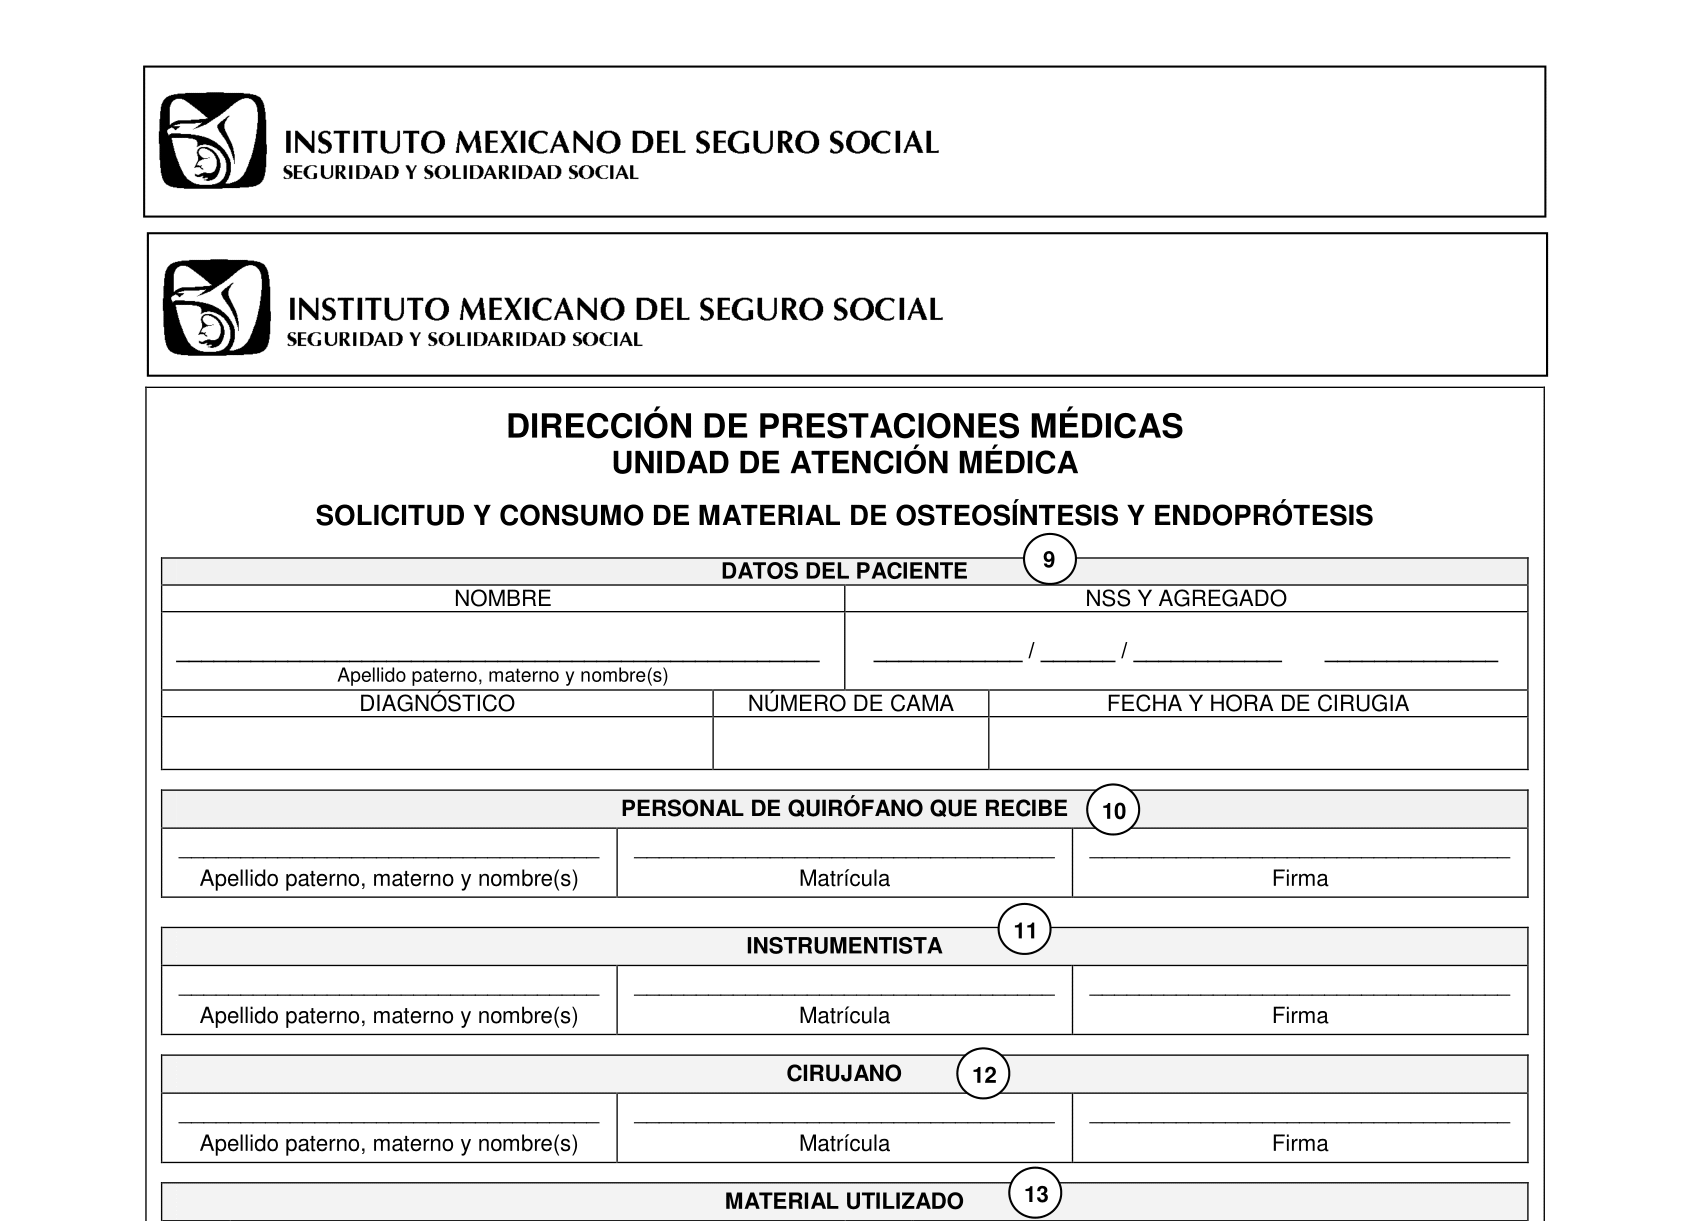 INSTITUTO MEXICANO DEL SEGURO SOCIAL
SEGURIDAD Y SOLIDARIDAD SOCIAL
INSTITUTO MEXICANO DEL SEGURO SOCIAL
SEGURIDAD Y SOLIDARIDAD SOCIAL
DIRECCIÓN DE PRESTACIONES MÉDICAS
UNIDAD DE ATENCIÓN MÉDICA
SOLICITUD Y CONSUMO DE MATERIAL DE OSTEOSÍNTESIS Y ENDOPRÓTESIS
DATOS DEL PACIENTE 9
NOMBRE NSS Y AGREGADO
____________ / ______ / ____________ ______________
Apellido paterno, materno y nombre(s)
DIAGNÓSTICO NÚMERO DE CAMA FECHA Y HORA DE CIRUGIA
PERSONAL DE QUIRÓFANO QUE RECIBE 10
Apellido paterno, materno y nombre(s) Matrícula Firma
11
INSTRUMENTISTA
Apellido paterno, materno y nombre(s) Matrícula Firma
CIRUJANO 12
Apellido paterno, materno y nombre(s) Matrícula Firma
MATERIAL UTILIZADO 13